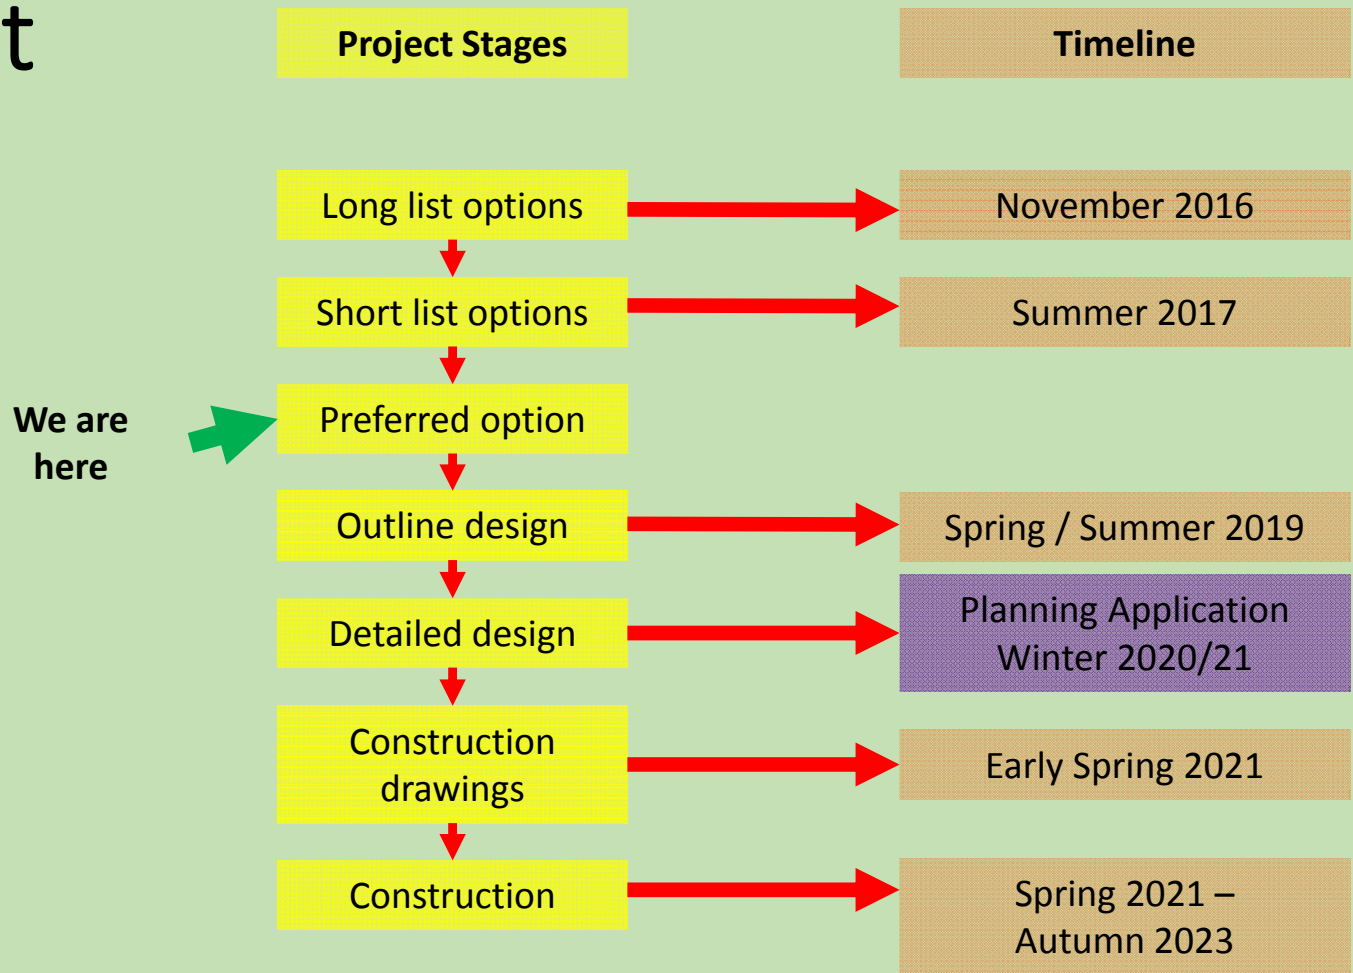 t
Project Stages
Timeline
Long list options
November 2016
Short list options
Summer 2017
We are
here
Preferred option
Outline design
Spring / Summer 2019
Detailed design
Planning Application
Winter 2020/21
Construction
drawings
Early Spring 2021
Construction
Spring 2021 –
Autumn 2023